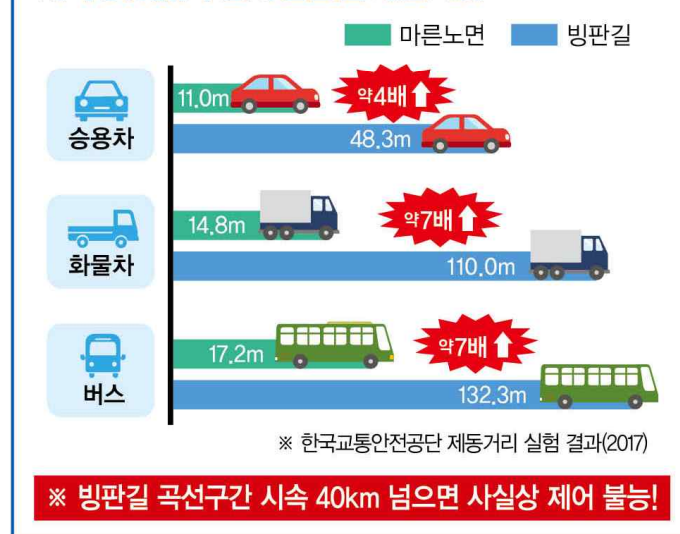 마른노면 빙판길
승용차
11.0m
약4배
48.3m
화물차
14.8m
약7배
110.0m
버스
17.2m
약7배
132.3m
※ 한국교통안전공단 제동거리 실험 결과(2017)
※ 빙판길 곡선구간 시속 40km 넘으면 사실상 제어 불능!